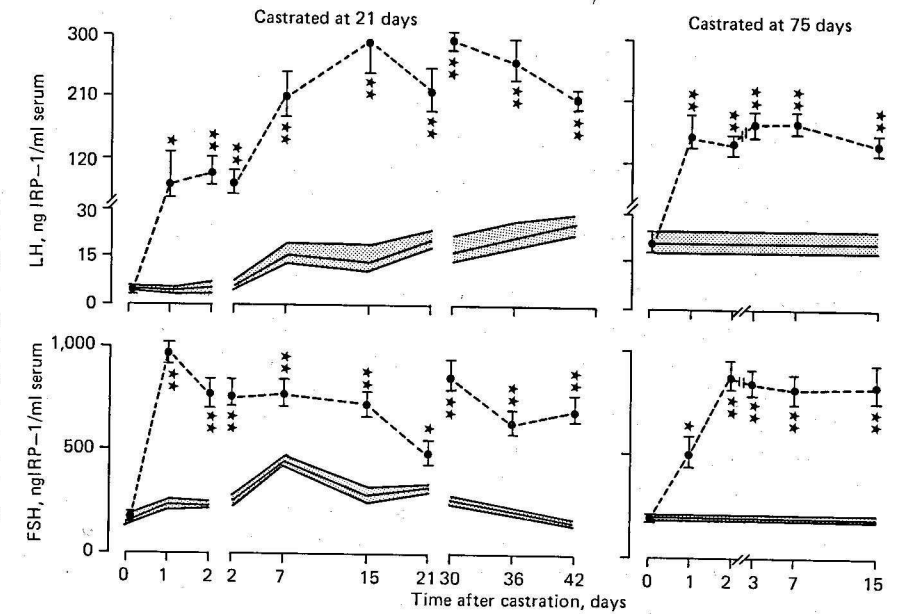 Castrated at 21 days
Castrated at 75 days
LH, ng IRP–1/ml serum
300
210
120
30
15
0
FSH, ngIRP–1/ml serum
1,000
500
0
0 1 2 2 7 15 21 30 36 42
0 1 2 3 7 15
Time after castration, days